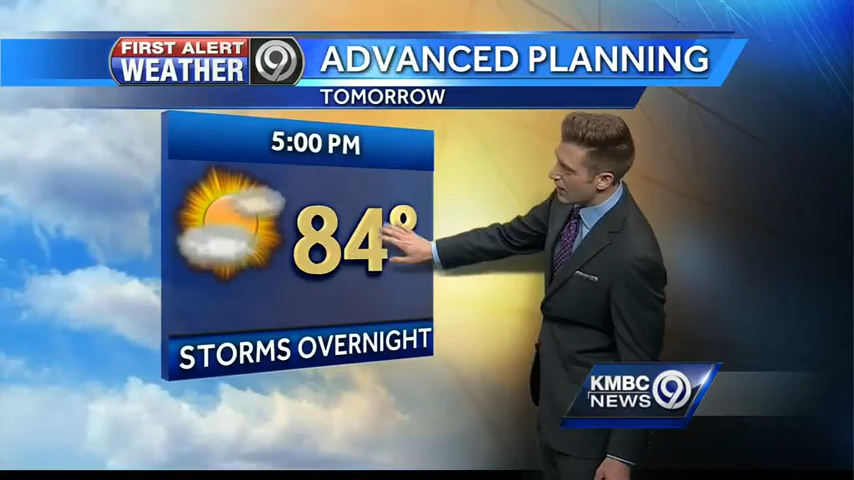 FIRST ALERT
WEATHER 9
ADVANCED PLANNING
TOMORROW
5:00 PM
84°
STORMS OVERNIGHT
KMBC 9
NEWS